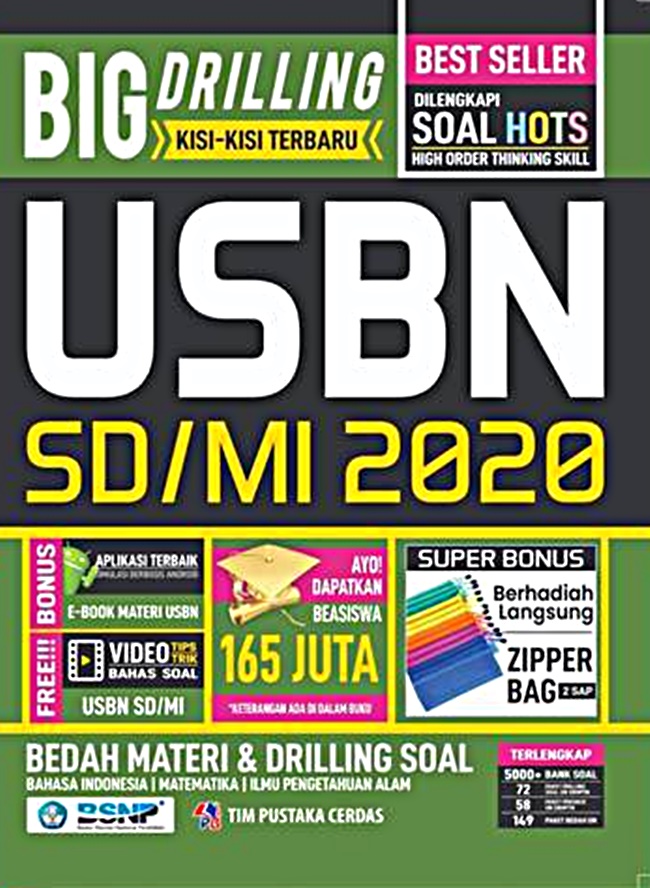 BIG DRILLING
KISI-KISI TERBARU
BEST SELLER
DILENGKAPI
SOAL HOTS
HIGH ORDER THINKING SKILL
USBN
SD/MI 2020
BONUS
APLIKASI TERBAIK
E-BOOK MATERI USBN
FREE!!!
VIDEO TIPS TRIK
BAHAS SOAL
USBN SD/MI
AYO!
DAPATKAN
BEASISWA
165 JUTA
*KETERANGAN ADA DI DALAM BUKU
SUPER BONUS
Berhadiah
Langsung
ZIPPER
BAG
BEDAH MATERI & DRILLING SOAL
BAHASA INDONESIA | MATEMATIKA | ILMU PENGETAHUAN ALAM
BSNP
TIM PUSTAKA CERDAS
TERLENGKAP
5000+ BANK SOAL
72
58
149